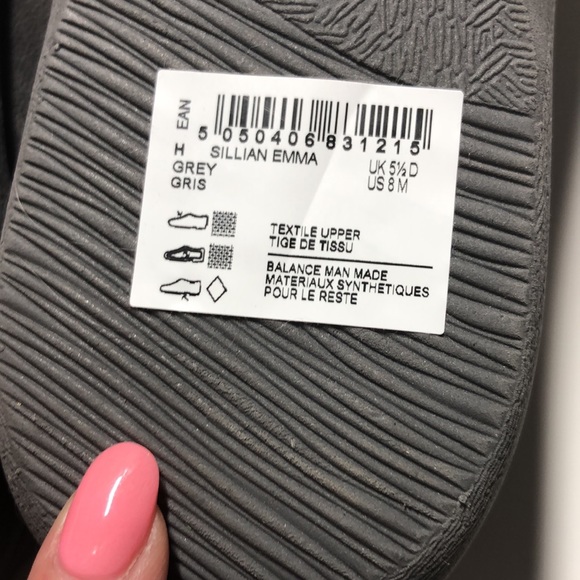 EAN
5 050406 831215
H SILLIAN EMMA UK 5½ D
GREY US 8 M
GRIS
TEXTILE UPPER
TIGE DE TISSU
BALANCE MAN MADE
MATERIAUX SYNTHETIQUES
POUR LE RESTE